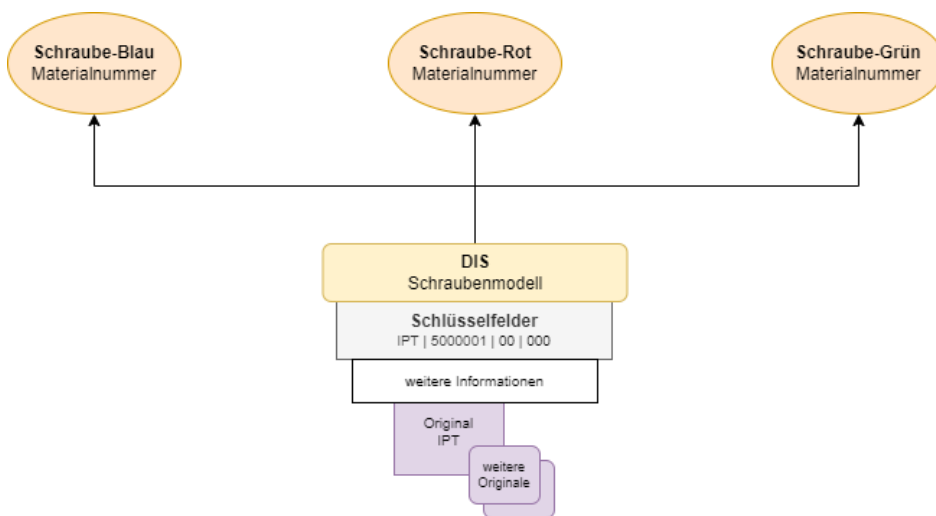 Schraube-Blau
Materialnummer
Schraube-Rot
Materialnummer
Schraube-Grün
Materialnummer
DIS
Schraubenmodell
Schlüsselfelder
IPT | 5000001 | 00 | 000
weitere Informationen
Original
IPT
weitere
Originale